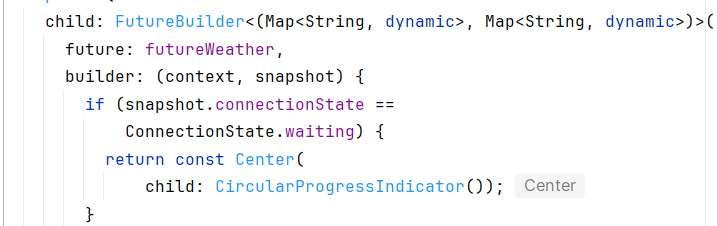 child: FutureBuilder<(Map<String, dynamic>, Map<String, dynamic>)>(
future: futureWeather,
builder: (context, snapshot) {
if (snapshot.connectionState ==
ConnectionState.waiting) {
return const Center(
child: CircularProgressIndicator()); Center
}